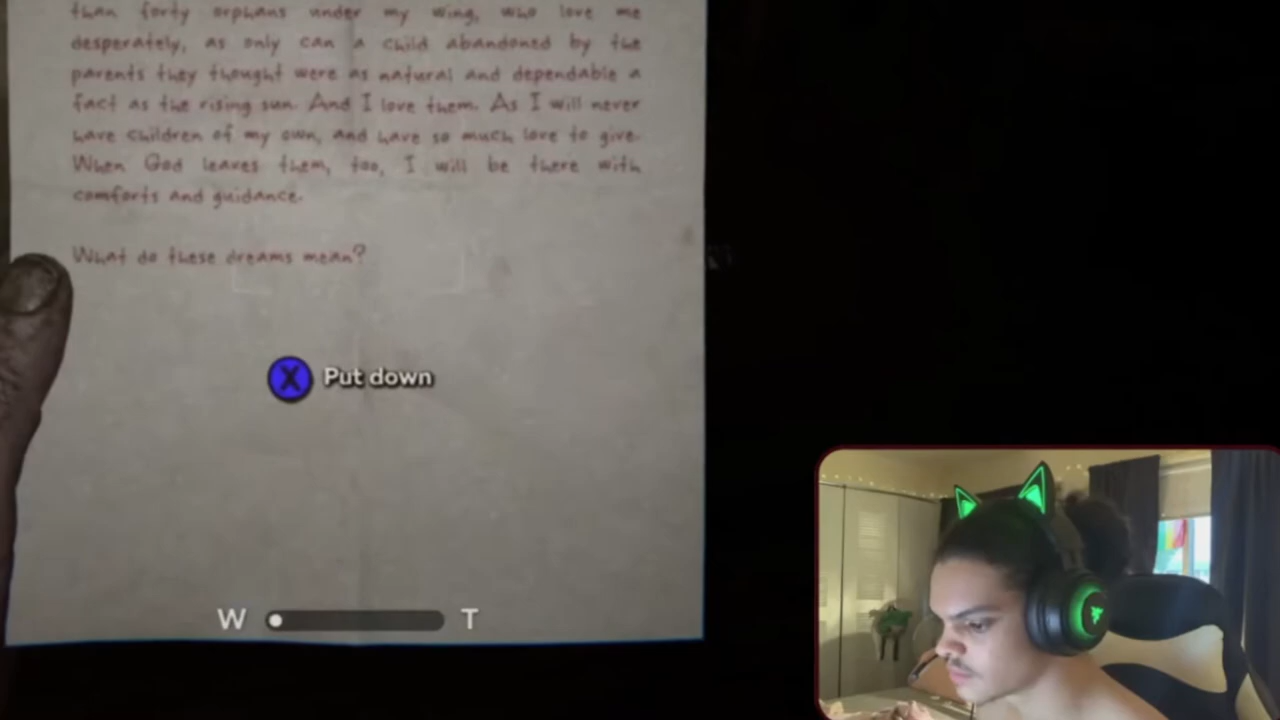 than forty orphans under my wing, who love me
desperately, as only can a child abandoned by the
parents they thought were as natural and dependable a
fact as the rising sun. And I love them. As I will never
have children of my own, and have so much love to give.
When God leaves them, too, I will be there with
comforts and guidance.
What do these dreams mean?
X Put down
W T